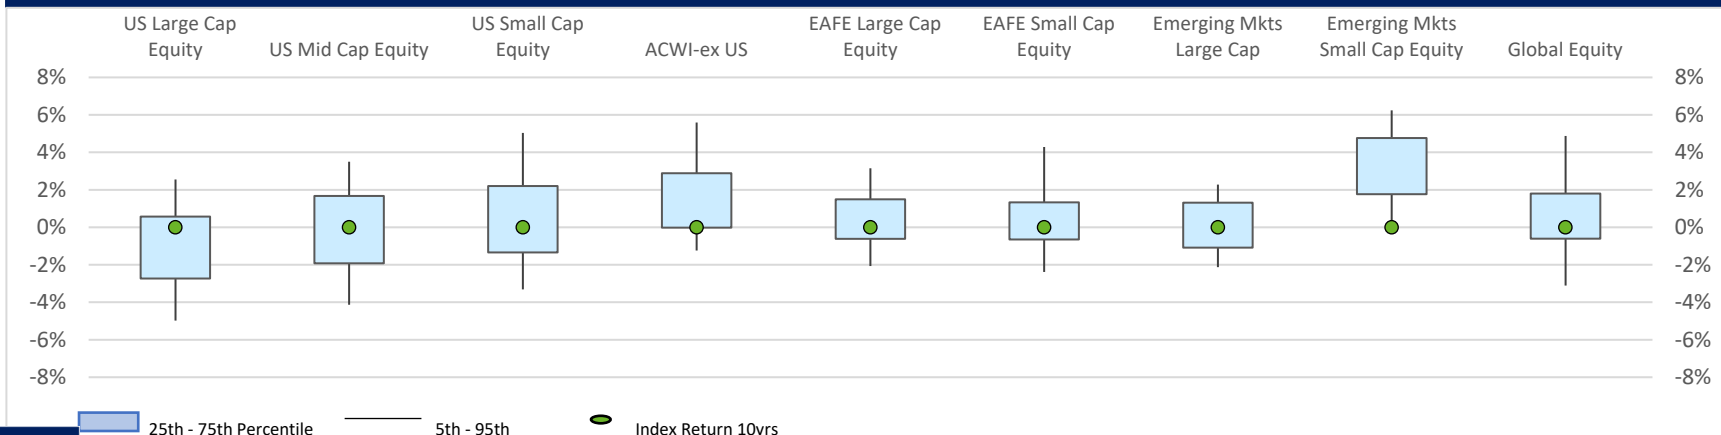 US Large Cap Equity
US Mid Cap Equity
US Small Cap Equity
ACWI-ex US
EAFE Large Cap Equity
EAFE Small Cap Equity
Emerging Mkts Large Cap
Emerging Mkts Small Cap Equity
Global Equity
8% 8%
6% 6%
4% 4%
2% 2%
0% 0%
-2% -2%
-4% -4%
-6% -6%
-8% -8%
25th - 75th Percentile 5th - 95th Index Return 10yrs